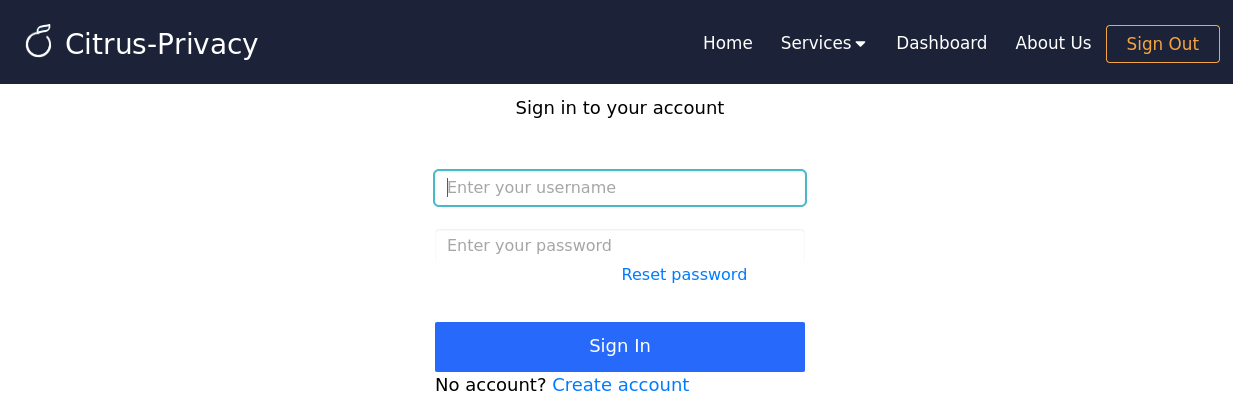 Citrus-Privacy
Home Services Dashboard About Us Sign Out
Sign in to your account
Enter your username
Enter your password
Reset password
Sign In
No account? Create account